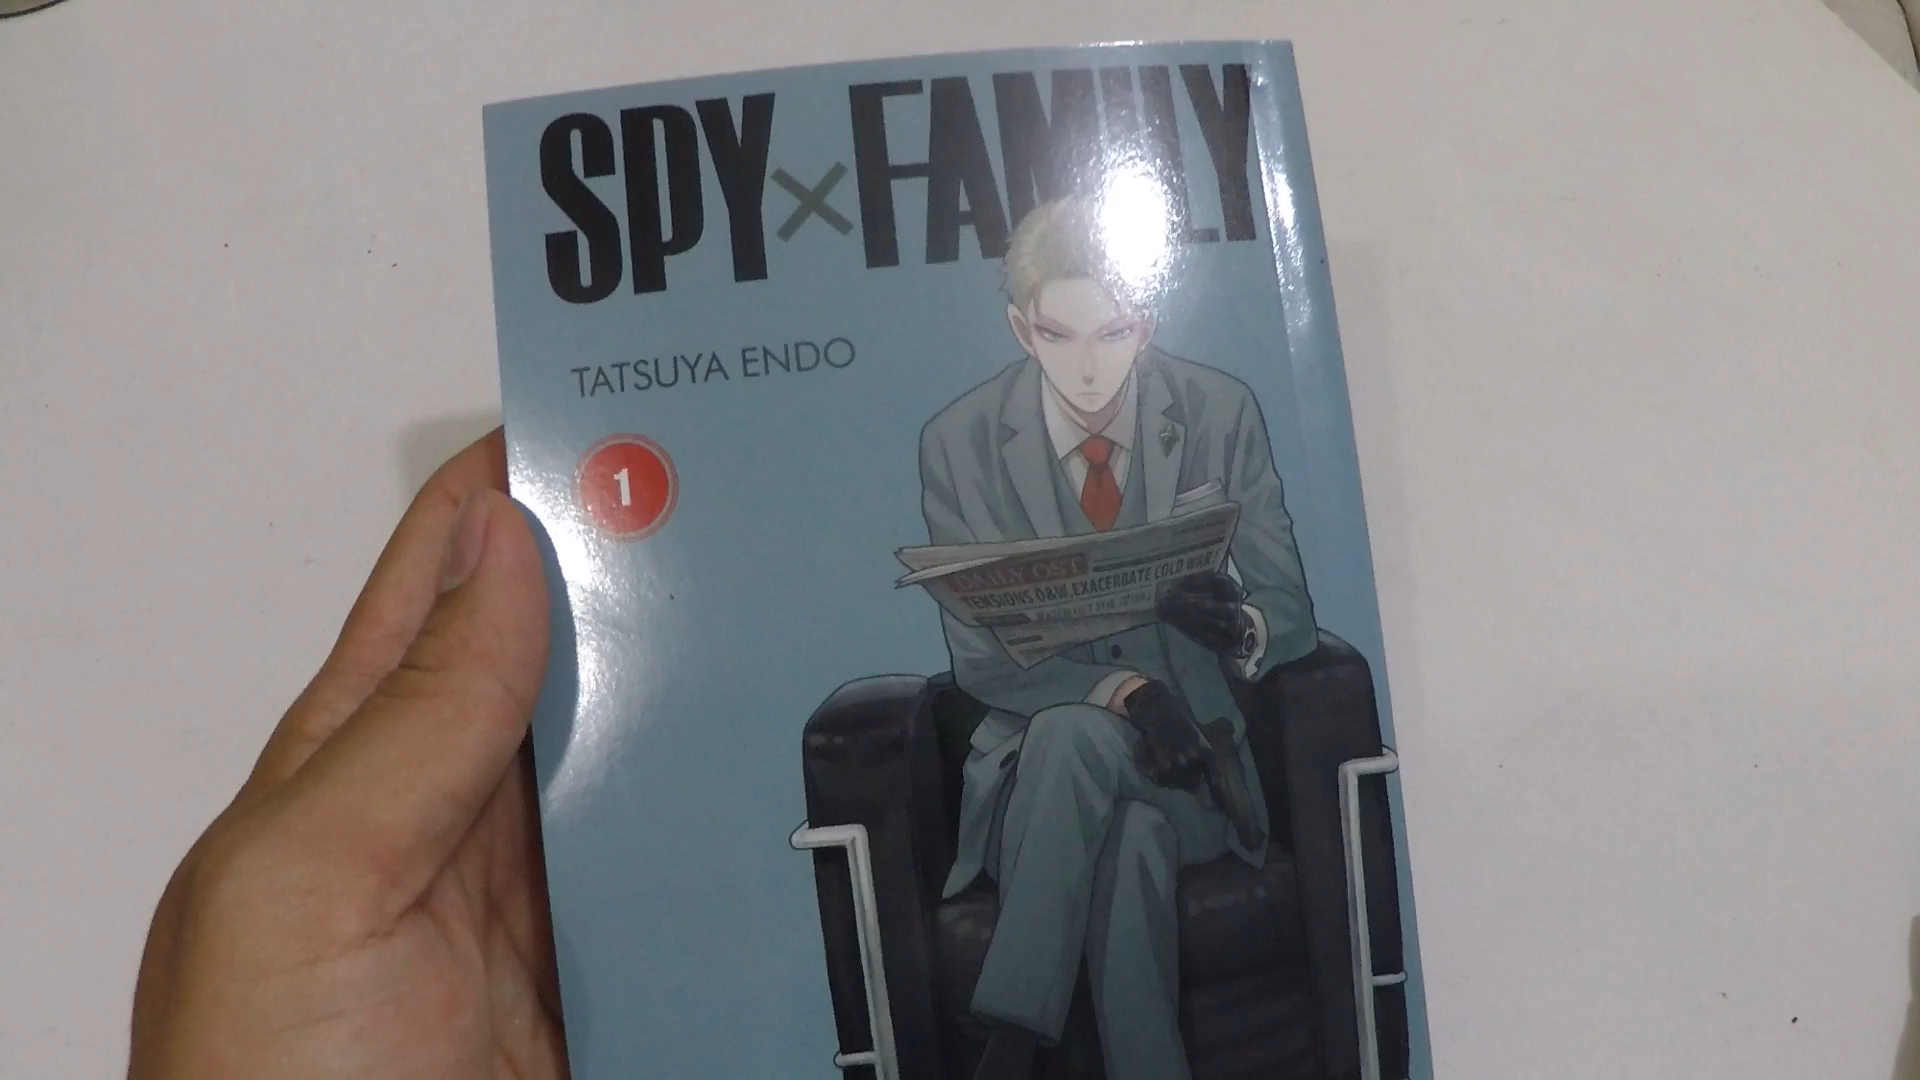 SPY×FAMILY
TATSUYA ENDO
1
DAILY OST
TENSIONS O&W, EXACERBATE COLD WAR!